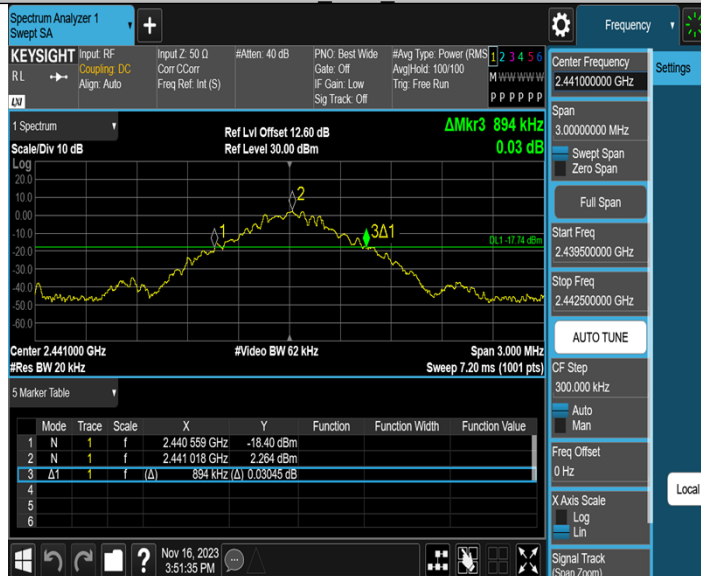 Spectrum Analyzer 1
Swept SA
+
Frequency
KEYSIGHT
RL
LXI
Input: RF
Coupling: DC
Align: Auto
Input Z: 50 Ω
Corr CCorr
Freq Ref: Int (S)
#Atten: 40 dB
PNO: Best Wide
Gate: Off
IF Gain: Low
Sig Track: Off
#Avg Type: Power (RMS
Avg|Hold: 100/100
Trig: Free Run
1 2 3 4 5 6
M W W W W W
P P P P P P
1 Spectrum
Scale/Div 10 dB
Ref Lvl Offset 12.60 dB
Ref Level 30.00 dBm
ΔMkr3 894 kHz
0.03 dB
Log
20.0
10.0
0.00
-10.0
-20.0
-30.0
-40.0
-50.0
-60.0
1
2
3Δ1
DL1 -17.74 dBm
Center 2.441000 GHz
#Res BW 20 kHz
#Video BW 62 kHz
Span 3.000 MHz
Sweep 7.20 ms (1001 pts)
5 Marker Table
Mode Trace Scale X Y Function Function Width Function Value
1 N 1 f 2.440 559 GHz -18.40 dBm
2 N 1 f 2.441 018 GHz 2.264 dBm
3 Δ1 1 f (Δ) 894 kHz (Δ) 0.03045 dB
4
5
6
?
Nov 16, 2023
3:51:35 PM
Center Frequency
2.441000000 GHz
Span
3.00000000 MHz
Swept Span
Zero Span
Full Span
Start Freq
2.439500000 GHz
Stop Freq
2.442500000 GHz
AUTO TUNE
CF Step
300.000 kHz
Auto
Man
Freq Offset
0 Hz
X Axis Scale
Log
Lin
Signal Track
(Span Zoom)
Settings
Local